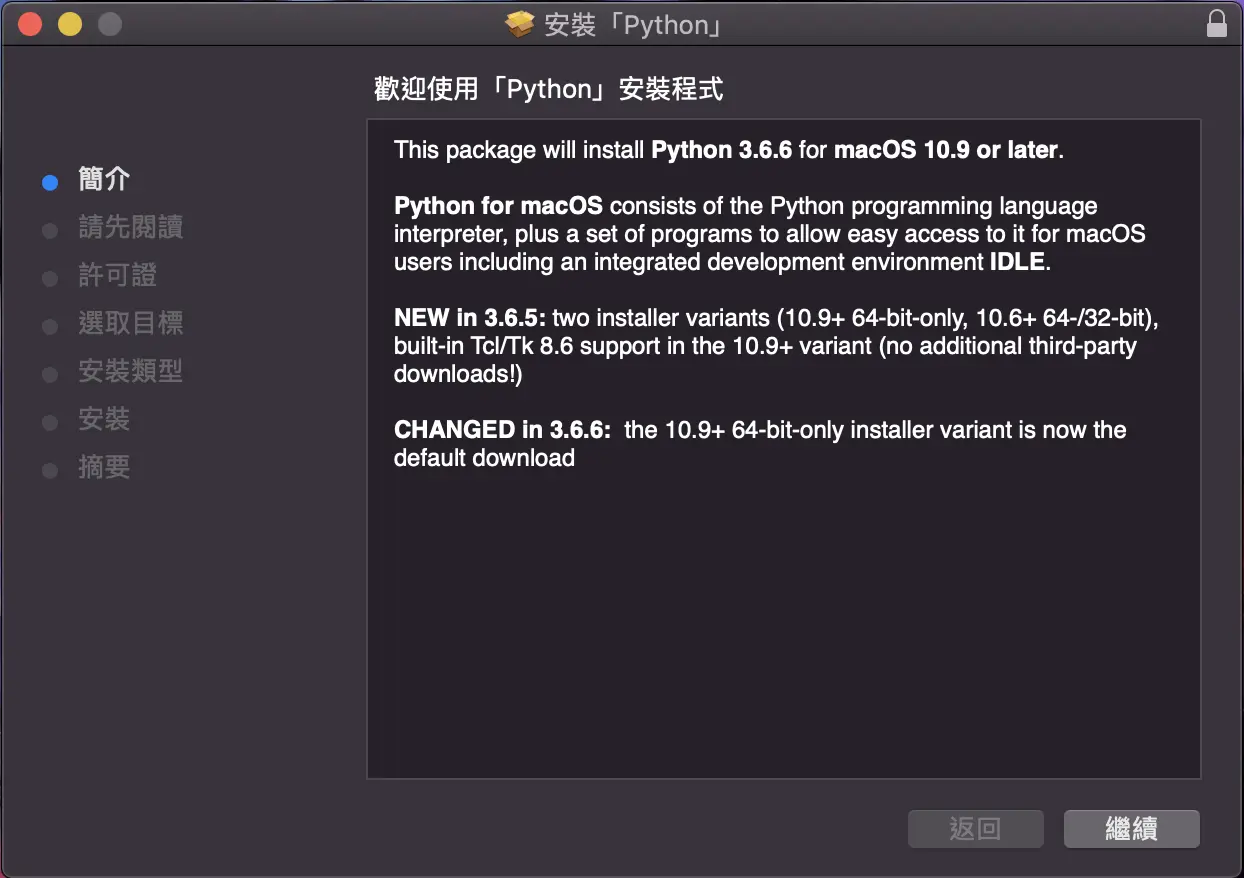 安裝「Python」
歡迎使用「Python」安裝程式
簡介
請先閱讀
許可證
選取目標
安裝類型
安裝
摘要
This package will install Python 3.6.6 for macOS 10.9 or later.
Python for macOS consists of the Python programming language
interpreter, plus a set of programs to allow easy access to it for macOS
users including an integrated development environment IDLE.
NEW in 3.6.5: two installer variants (10.9+ 64-bit-only, 10.6+ 64-/32-bit),
built-in Tcl/Tk 8.6 support in the 10.9+ variant (no additional third-party
downloads!)
CHANGED in 3.6.6:  the 10.9+ 64-bit-only installer variant is now the
default download
返回
繼續